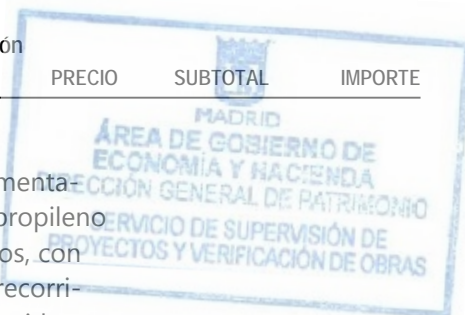 ón
PRECIO SUBTOTAL IMPORTE
MADRID
ÁREA DE GOBIERNO DE
ECONOMÍA Y HACIENDA
DIRECCIÓN GENERAL DE PATRIMONIO
SERVICIO DE SUPERVISIÓN DE
PROYECTOS Y VERIFICACIÓN DE OBRAS
menta-
propileno
os, con
recorri-